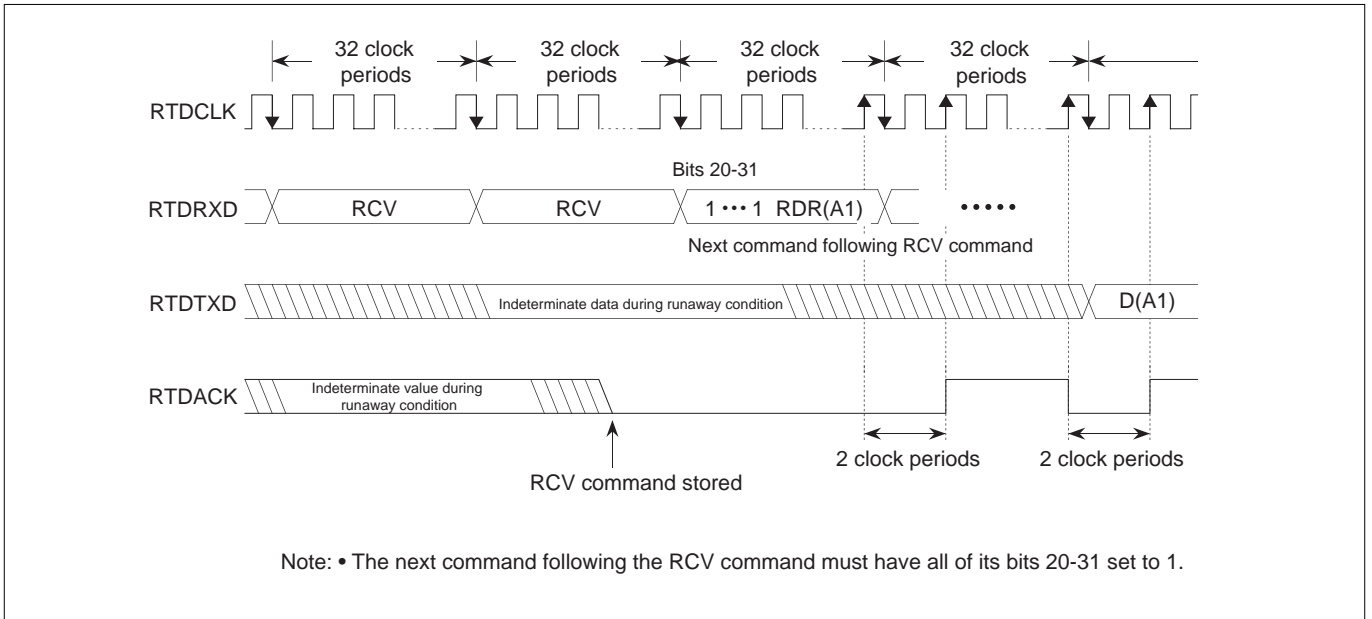 32 clock periods
32 clock periods
32 clock periods
32 clock periods
RTDCLK
Bits 20-31
RTDRXD
RCV
RCV
1 ••• 1 RDR(A1)
•••••
Next command following RCV command
RTDTXD
Indeterminate data during runaway condition
D(A1)
RTDACK
Indeterminate value during
runaway condition
2 clock periods
2 clock periods
RCV command stored
Note: • The next command following the RCV command must have all of its bits 20-31 set to 1.